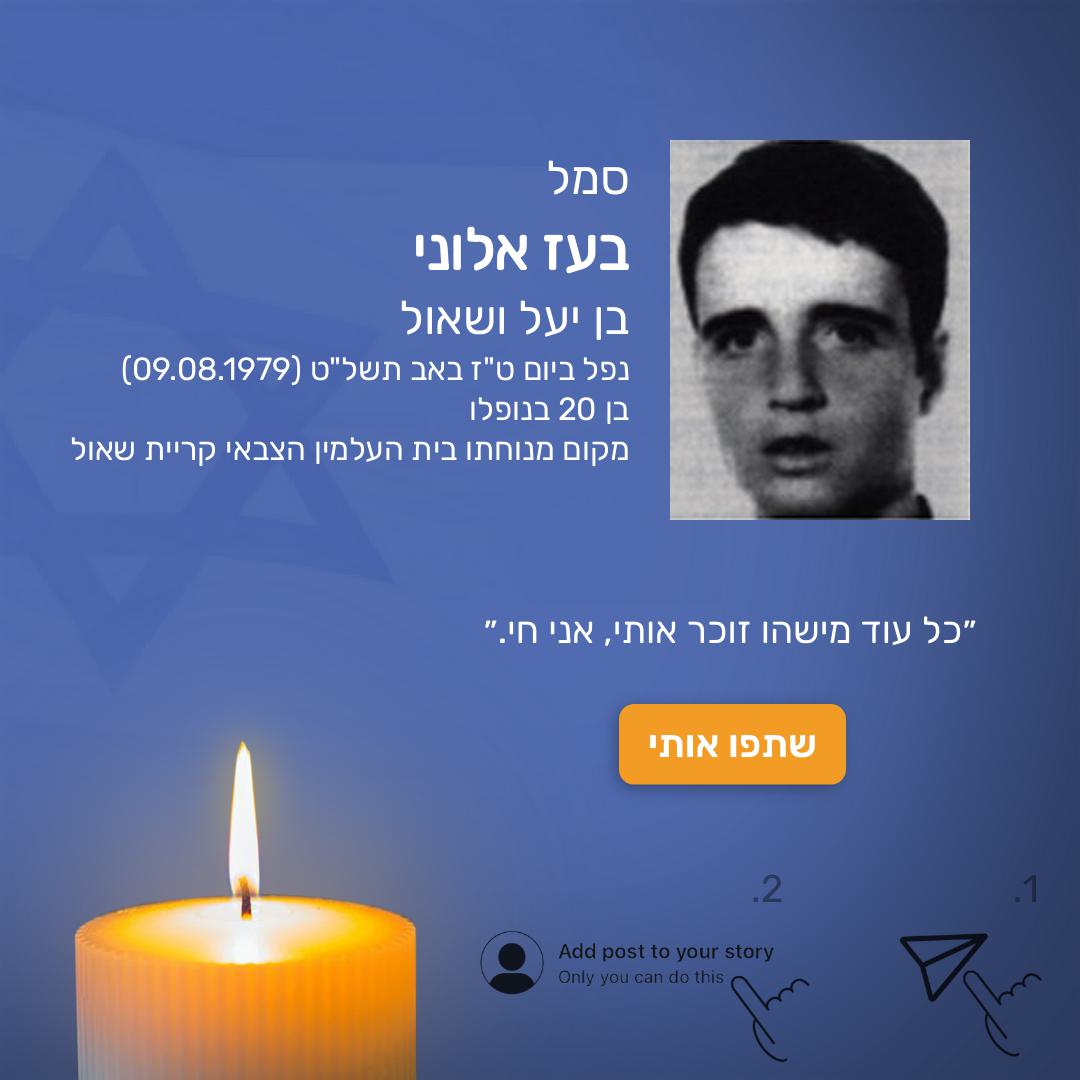 סמל
בעז אלוני
בן יעל ושאול
נפל ביום ט"ז באב תשל"ט (09.08.1979)
בן 20 בנופלו
מקום מנוחתו בית העלמין הצבאי קריית שאול
״כל עוד מישהו זוכר אותי, אני חי.״
שתפו אותי
.1
.2
Add post to your story
Only you can do this